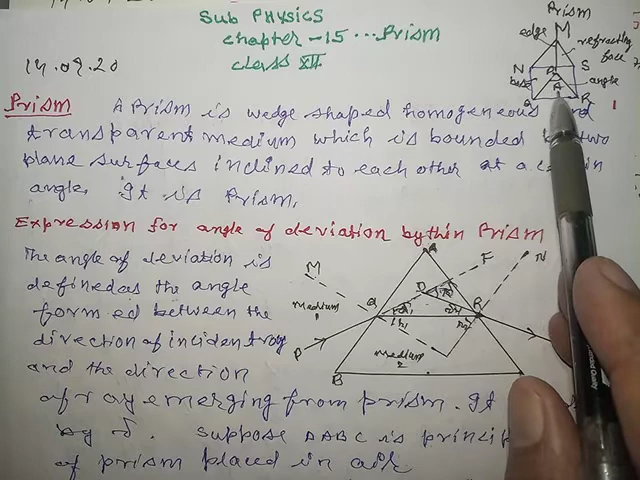 Sub Physics
chapter -15 ... Prism
class XII
14.09.20
Prism
M
edge
refracting
face
N
S
base
angle
A
R
Prism A Prism is wedge shaped homogeneous
transparent medium which is bounded two
plane surfaces inclined to each other at a
angle. It is Prism.
Expression for angle of deviation by thin Prism
The angle of deviation is
defined as the angle
formed between the
direction of incident ray
and the direction
of ray emerging from prism. It
by δ. Suppose ΔABC is
of prism placed in air
A
M
F
N
D
medium
1
Q
R
P
medium
2
B